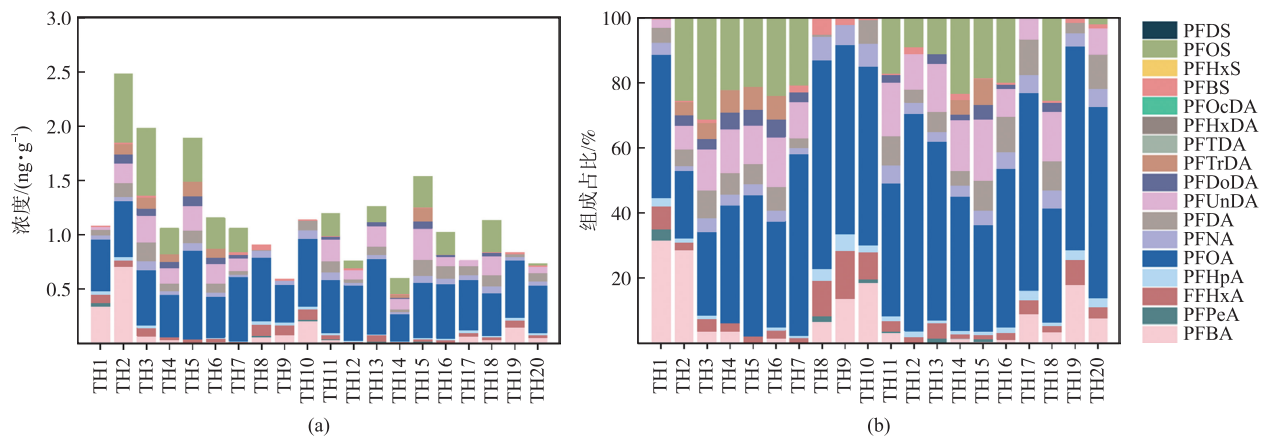 3.0
2.5
2.0
1.5
1.0
0.5
浓度/(ng·g⁻¹)
TH1
TH2
TH3
TH4
TH5
TH6
TH7
TH8
TH9
TH10
TH11
TH12
TH13
TH14
TH15
TH16
TH17
TH18
TH19
TH20
(a)
100
80
60
40
20
组成占比/%
TH1
TH2
TH3
TH4
TH5
TH6
TH7
TH8
TH9
TH10
TH11
TH12
TH13
TH14
TH15
TH16
TH17
TH18
TH19
TH20
(b)
PFDS
PFOS
PFHxS
PFBS
PFOcDA
PFHxDA
PFTDA
PFTrDA
PFDoDA
PFUnDA
PFDA
PFNA
PFOA
PFHpA
FFHxA
PFPeA
PFBA